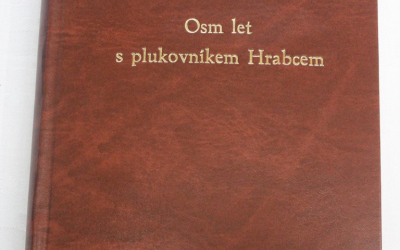 Osm let
s plukovníkem Hrabcem